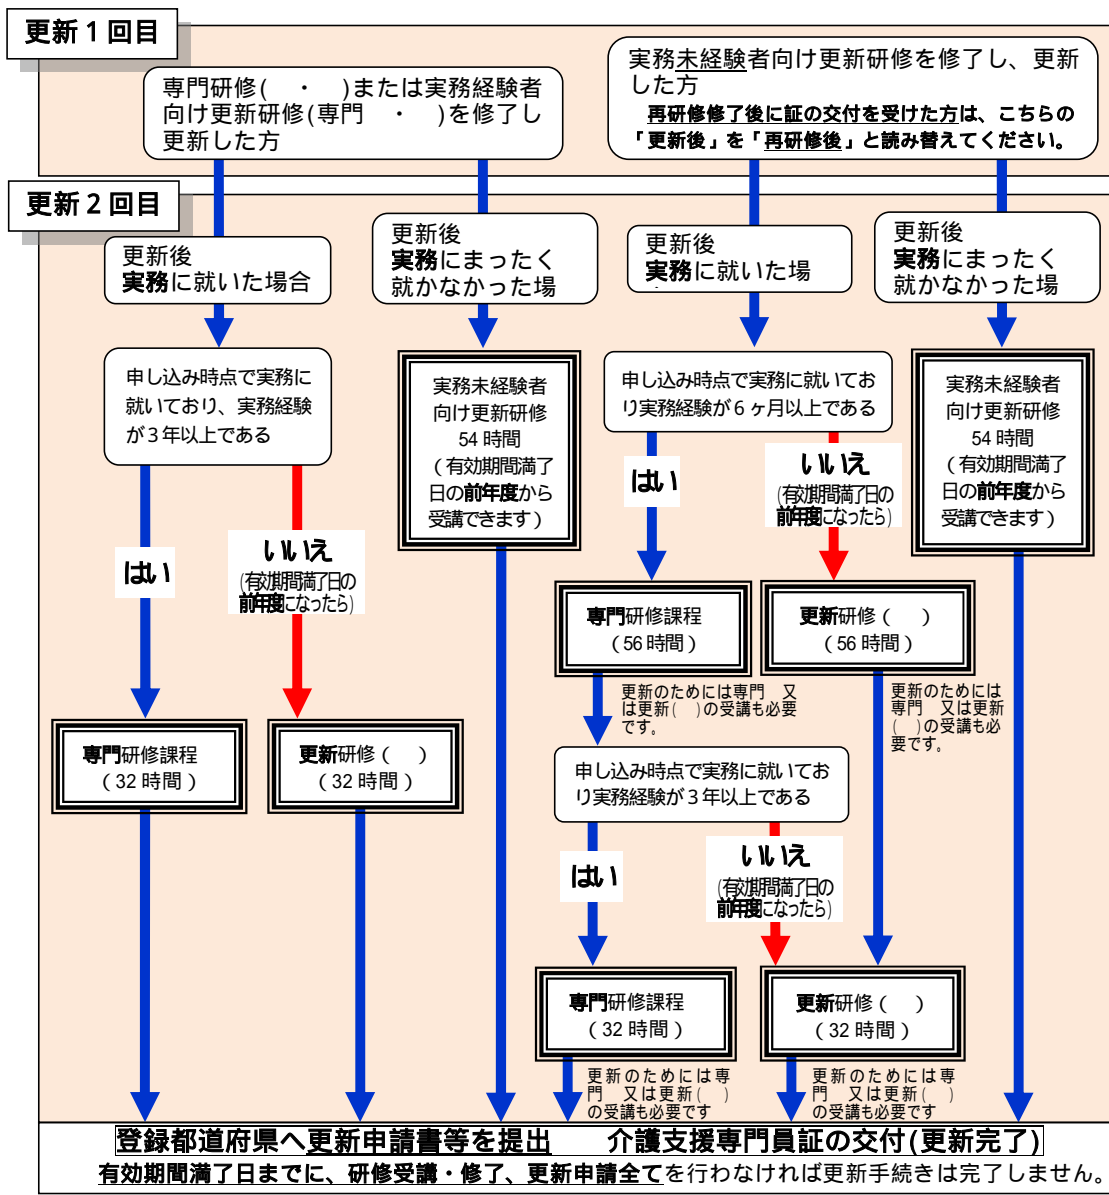 更新１回目
専門研修(　・　)または実務経験者
向け更新研修(専門　・　)を修了し
更新した方
実務未経験者向け更新研修を修了し、更新
した方
再研修修了後に証の交付を受けた方は、こちらの
「更新後」を「再研修後」と読み替えてください。
更新２回目
更新後
実務に就いた場合
更新後
実務にまったく
就かなかった場
更新後
実務に就いた場
更新後
実務にまったく
就かなかった場
申し込み時点で実務に
就いており、実務経験
が３年以上である
実務未経験者
向け更新研修
54 時間
（有効期間満了
日の前年度から
受講できます）
申し込み時点で実務に就いてお
り実務経験が６ヶ月以上である
実務未経験者
向け更新研修
54 時間
（有効期間満了
日の前年度から
受講できます）
はい
いいえ
(有効期間満了日の
前年度になったら)
はい
いいえ
(有効期間満了日の
前年度になったら)
専門研修課程
（56 時間）
更新研修（　）
（56 時間）
更新のためには専門　又
は更新(　)の受講も必要
です。
更新のためには
専門　又は更新
(　)の受講も必
要です。
専門研修課程
（32 時間）
更新研修（　）
（32 時間）
申し込み時点で実務に就いてお
り実務経験が３年以上である
はい
いいえ
(有効期間満了日の
前年度になったら)
専門研修課程
（32 時間）
更新研修（　）
（32 時間）
更新のためには専
門　又は更新(　)
の受講も必要です
更新のためには専
門　又は更新(　)
の受講も必要です
登録都道府県へ更新申請書等を提出　　介護支援専門員証の交付(更新完了)
有効期間満了日までに、研修受講・修了、更新申請全てを行わなければ更新手続きは完了しません。